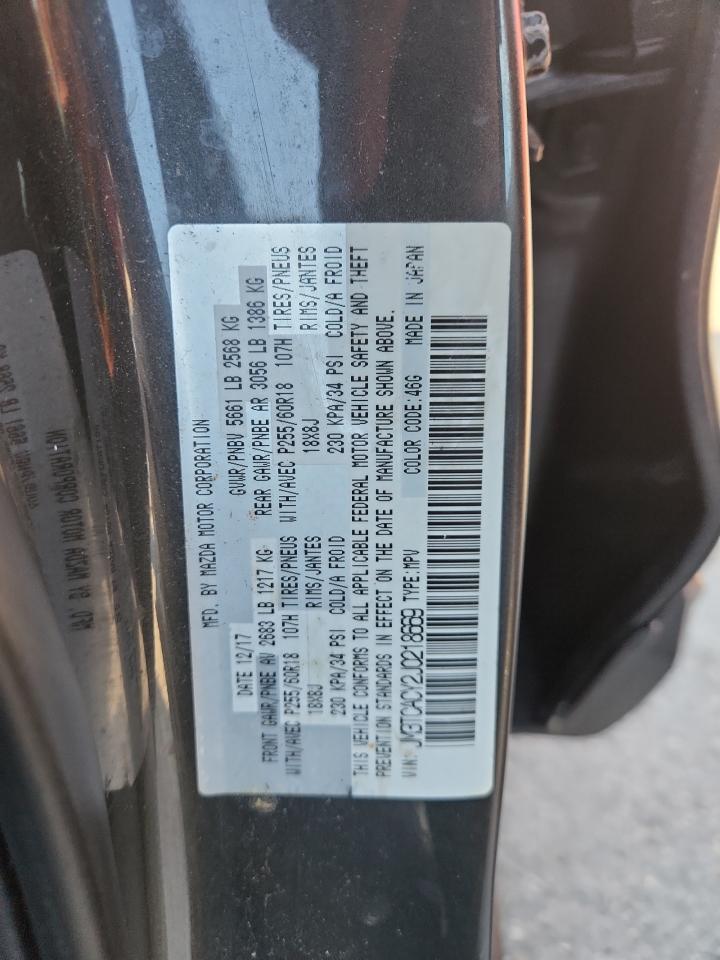 MFD. BY MAZDA MOTOR CORPORATION
DATE 12/17 GVWR/PNBV 5661 LB 2568 KG
FRONT GAWR/PNBE AV 2683 LB 1217 KG REAR GAWR/PNBE AR 3056 LB 1386 KG
WITH/AVEC P255/60R18 107H TIRES/PNEUS WITH/AVEC P255/60R18 107H TIRES/PNEUS
18X8J RIMS/JANTES 18X8J RIMS/JANTES
230 KPA/34 PSI COLD/A FROID 230 KPA/34 PSI COLD/A FROID
THIS VEHICLE CONFORMS TO ALL APPLICABLE FEDERAL MOTOR VEHICLE SAFETY AND THEFT
PREVENTION STANDARDS IN EFFECT ON THE DATE OF MANUFACTURE SHOWN ABOVE.
VIN: JM3TCACY2J0218669 TYPE:MPV COLOR CODE:46G MADE IN JAPAN